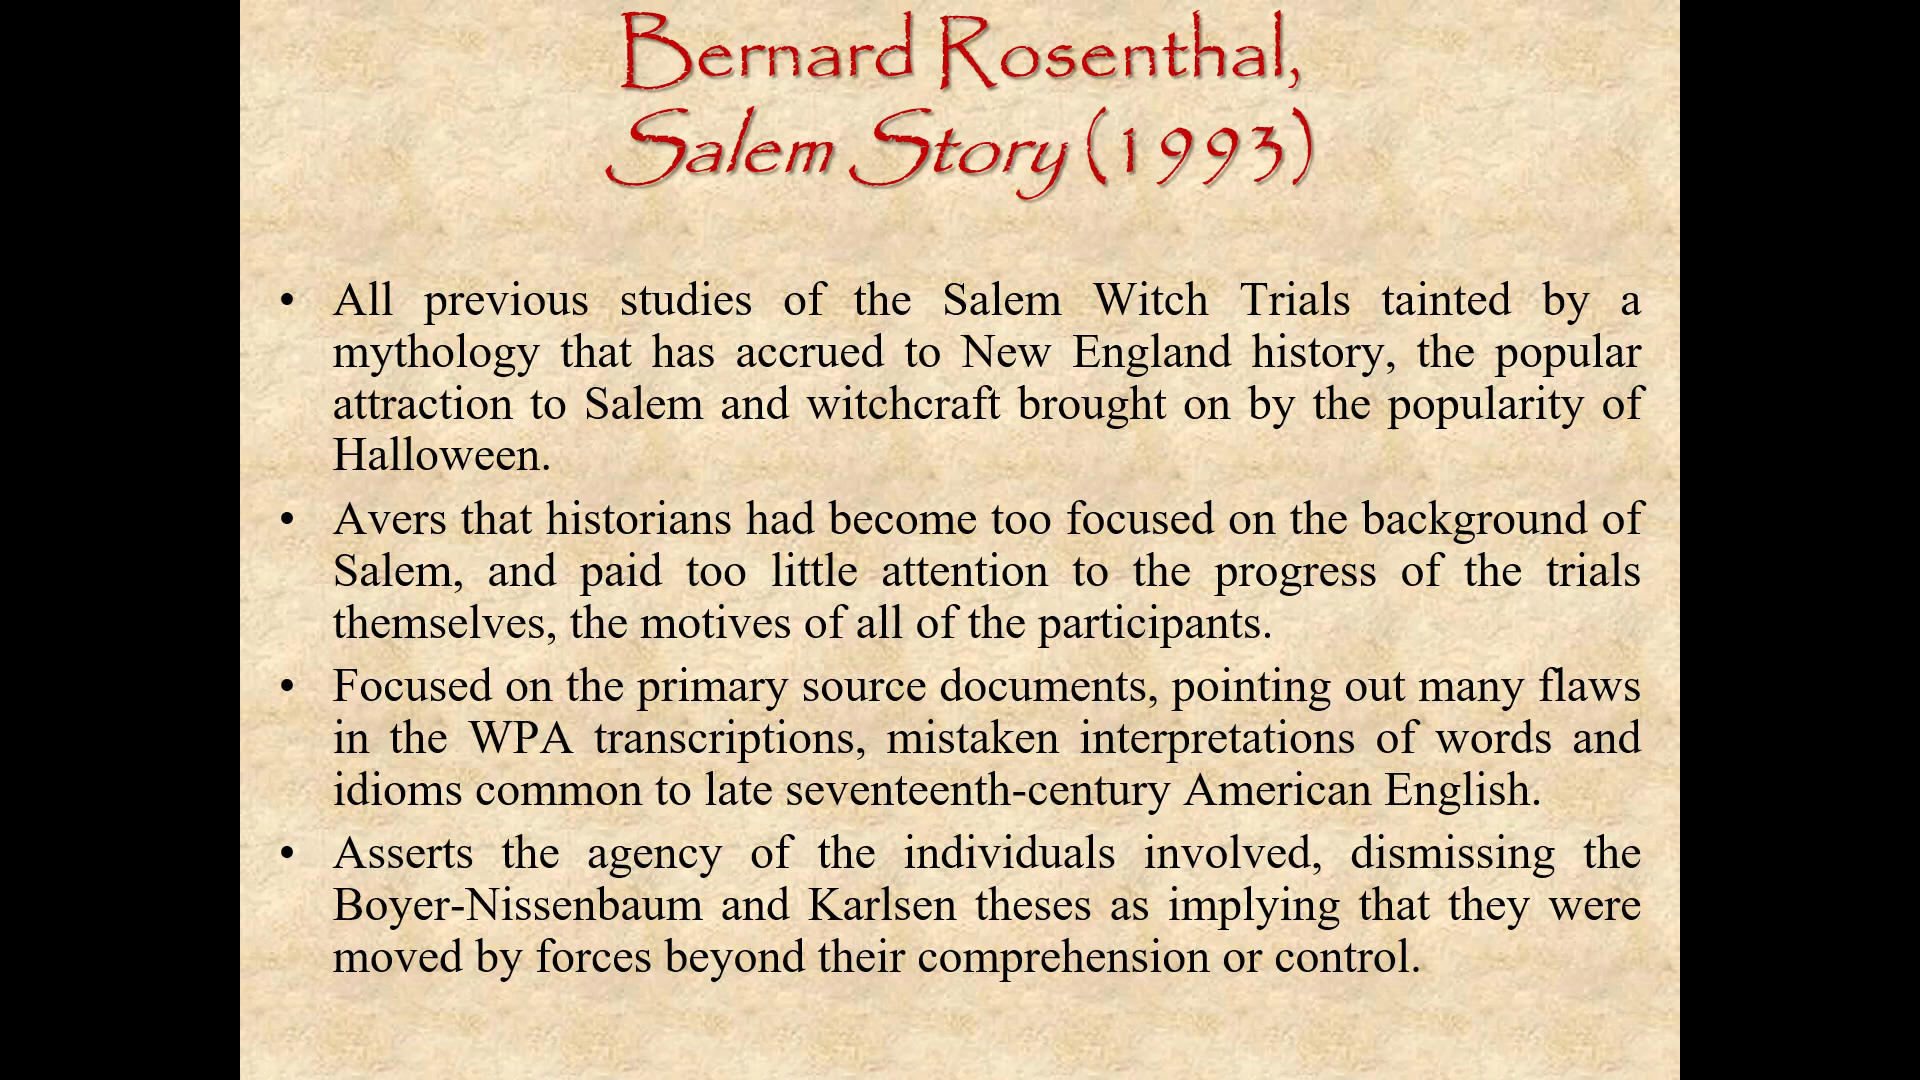 Bernard Rosenthal,
Salem Story (1993)
• All previous studies of the Salem Witch Trials tainted by a
mythology that has accrued to New England history, the popular
attraction to Salem and witchcraft brought on by the popularity of
Halloween.
• Avers that historians had become too focused on the background of
Salem, and paid too little attention to the progress of the trials
themselves, the motives of all of the participants.
• Focused on the primary source documents, pointing out many flaws
in the WPA transcriptions, mistaken interpretations of words and
idioms common to late seventeenth-century American English.
• Asserts the agency of the individuals involved, dismissing the
Boyer-Nissenbaum and Karlsen theses as implying that they were
moved by forces beyond their comprehension or control.